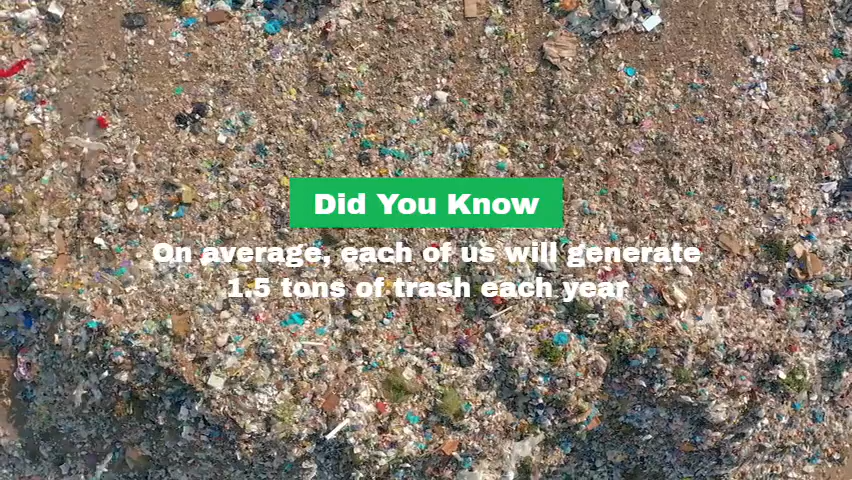 Did You Know
On average, each of us will generate
1.5 tons of trash each year